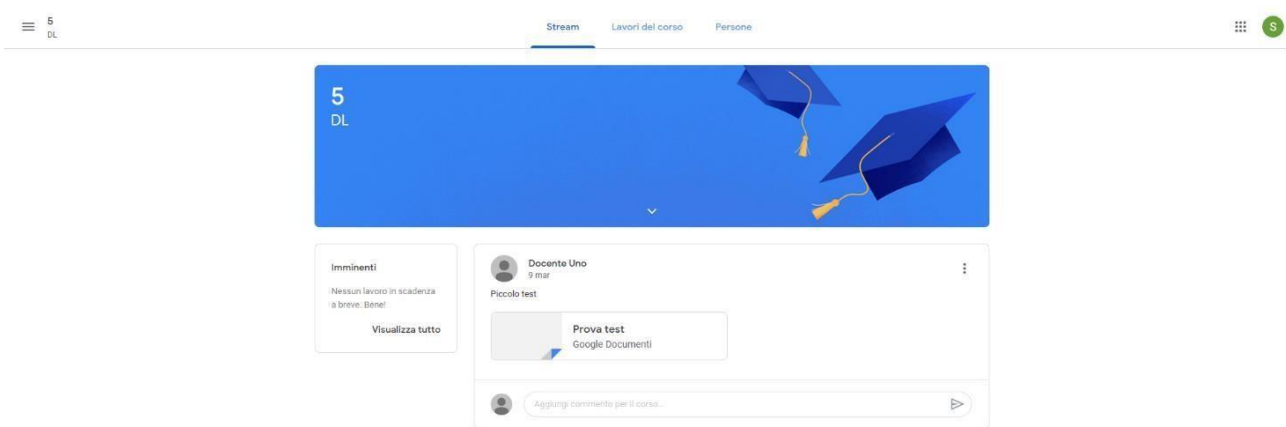 5
DL
Stream Lavori del corso Persone
S
5
DL
Imminenti
Nessun lavoro in scadenza
a breve. Bene!
Visualizza tutto
Docente Uno
9 mar
Piccolo test
Prova test
Google Documenti
Aggiungi commento per il corso...